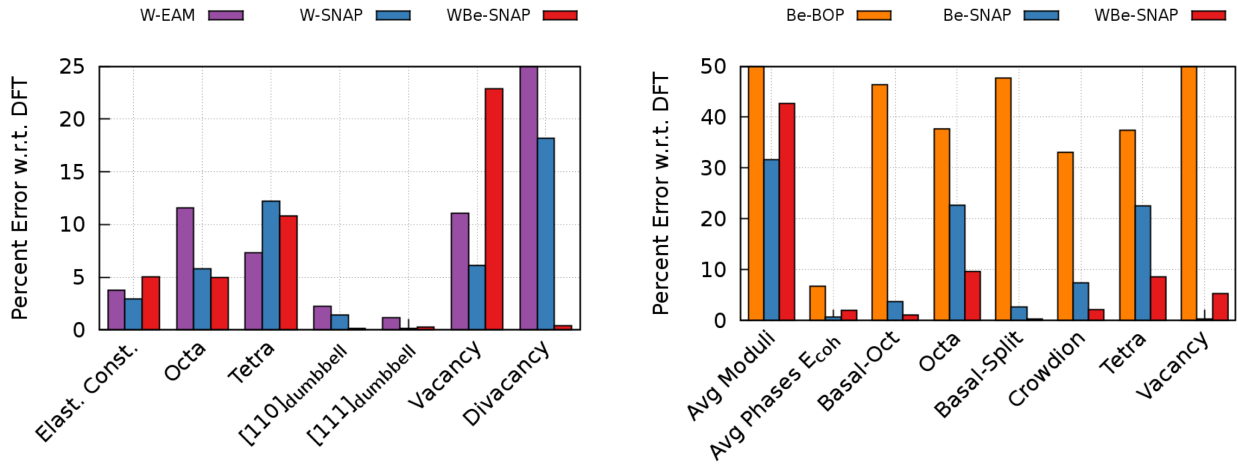 W-EAM W-SNAP WBe-SNAP
Percent Error w.r.t. DFT
25
20
15
10
5
0
Elast. Const.
Octa
Tetra
[110]dumbbell
[111]dumbbell
Vacancy
Divacancy
Be-BOP Be-SNAP WBe-SNAP
Percent Error w.r.t. DFT
50
40
30
20
10
0
Avg Moduli
Avg Phases Ecoh
Basal-Oct
Octa
Basal-Split
Crowdion
Tetra
Vacancy